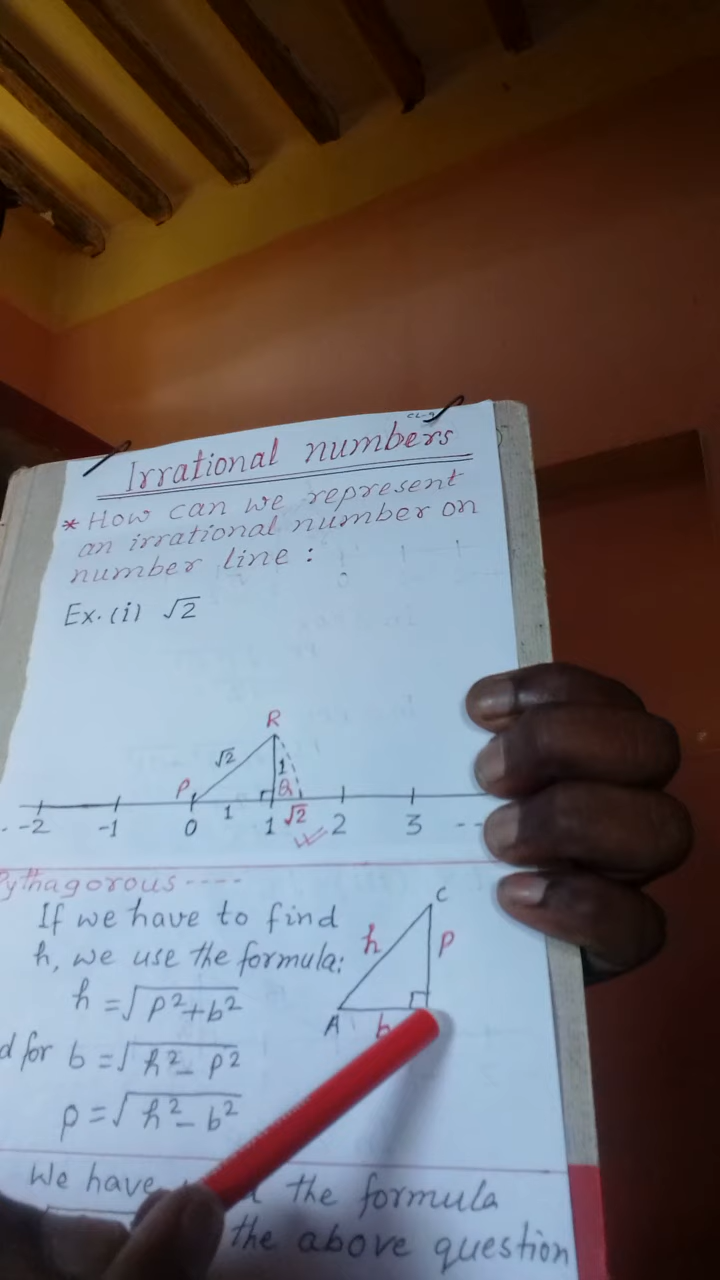 CL-9
Irrational numbers
* How can we represent
an irrational number on
number line :
Ex. (i) √2
R
√2
1
P
Q
-2 -1 0 1 1 √2 2 3 --
Pythagorous ----
If we have to find
h, we use the formula:
h = √p²+b²
for b = √h²- p²
p = √h²- b²
C
h
p
A
b
We have the formula
the above question